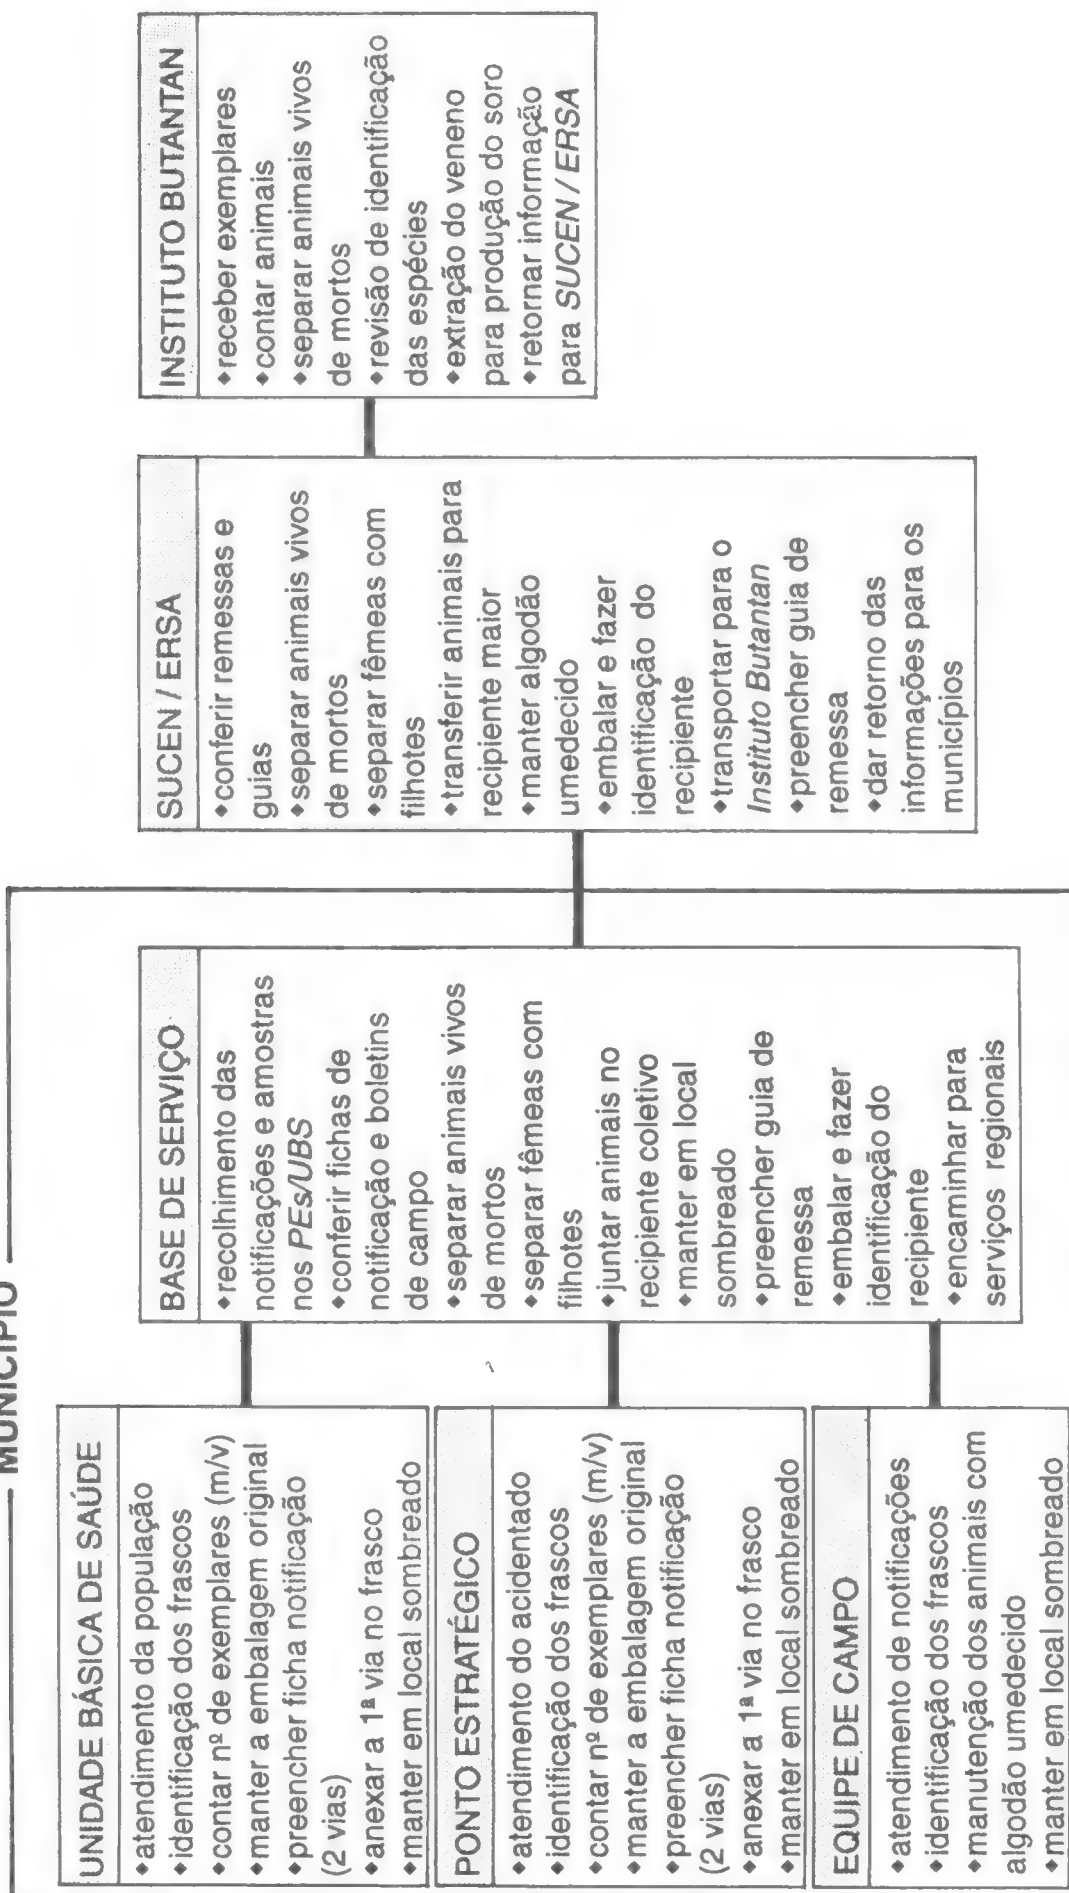 MUNICÍPIO
UNIDADE BÁSICA DE SAÚDE
•atendimento da população
•identificação dos frascos
•contar nº de exemplares (m/v)
•manter a embalagem original
•preencher ficha notificação
(2 vias)
•anexar a 1ª via no frasco
•manter em local sombreado
PONTO ESTRATÉGICO
•atendimento do acidentado
•identificação dos frascos
•contar nº de exemplares (m/v)
•manter a embalagem original
•preencher ficha notificação
(2 vias)
•anexar a 1ª via no frasco
•manter em local sombreado
EQUIPE DE CAMPO
•atendimento de notificações
•identificação dos frascos
•manutenção dos animais com
algodão umedecido
•manter em local sombreado
BASE DE SERVIÇO
•recolhimento das
notificações e amostras
nos PEs/UBS
•conferir fichas de
notificação e boletins
de campo
•separar animais vivos
de mortos
•separar fêmeas com
filhotes
•juntar animais no
recipiente coletivo
•manter em local
sombreado
•preencher guia de
remessa
•embalar e fazer
identificação do
recipiente
•encaminhar para
serviços regionais
SUCEN / ERSA
•conferir remessas e
guias
•separar animais vivos
de mortos
•separar fêmeas com
filhotes
•transferir animais para
recipiente maior
•manter algodão
umedecido
•embalar e fazer
identificação do
recipiente
•transportar para o
Instituto Butantan
•preencher guia de
remessa
•dar retorno das
informações para os
municípios
INSTITUTO BUTANTAN
•receber exemplares
•contar animais
•separar animais vivos
de mortos
•revisão de identificação
das espécies
•extração do veneno
para produção do soro
•retornar informação
para SUCEN / ERSA